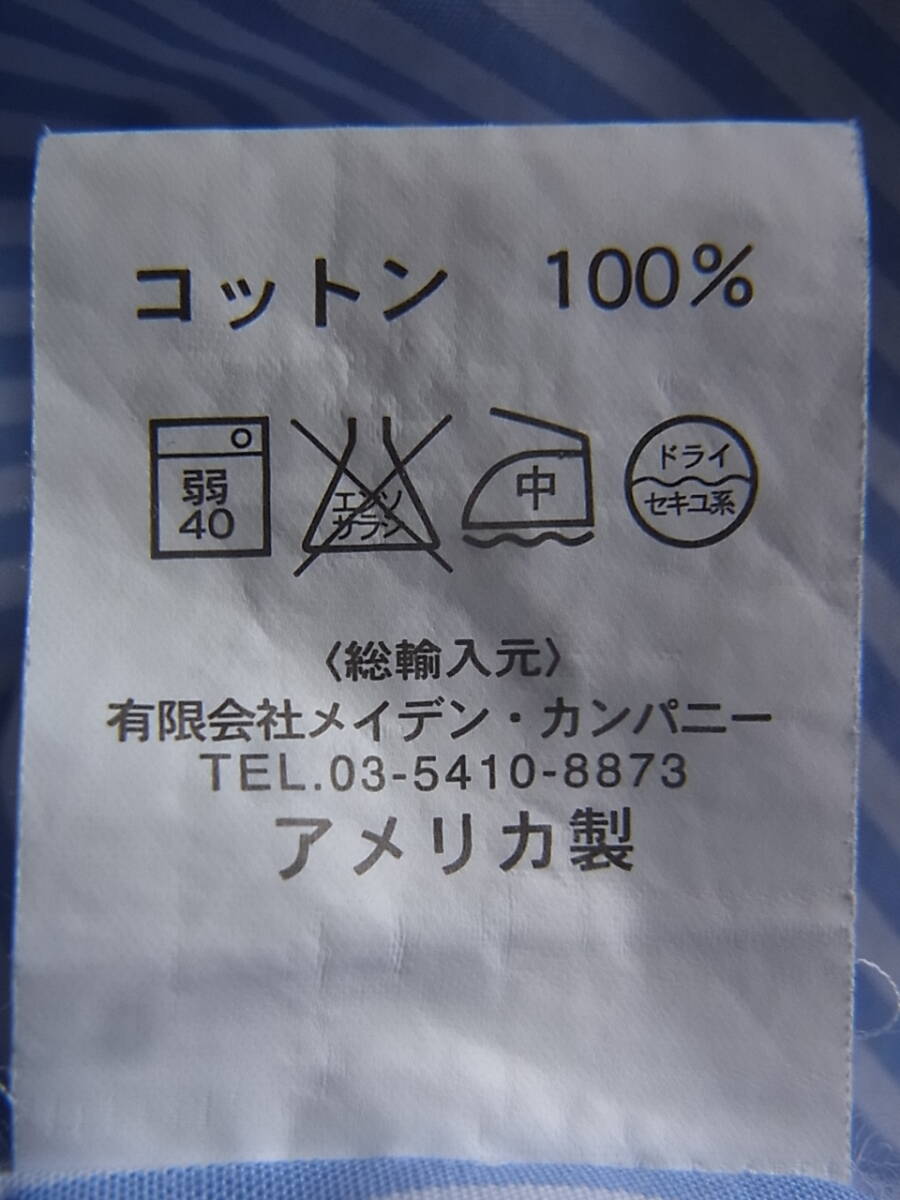 コットン 100%
弱
40
エンソ
サラシ
中
ドライ
セキユ系
〈総輸入元〉
有限会社メイデン・カンパニー
TEL.03-5410-8873
アメリカ製